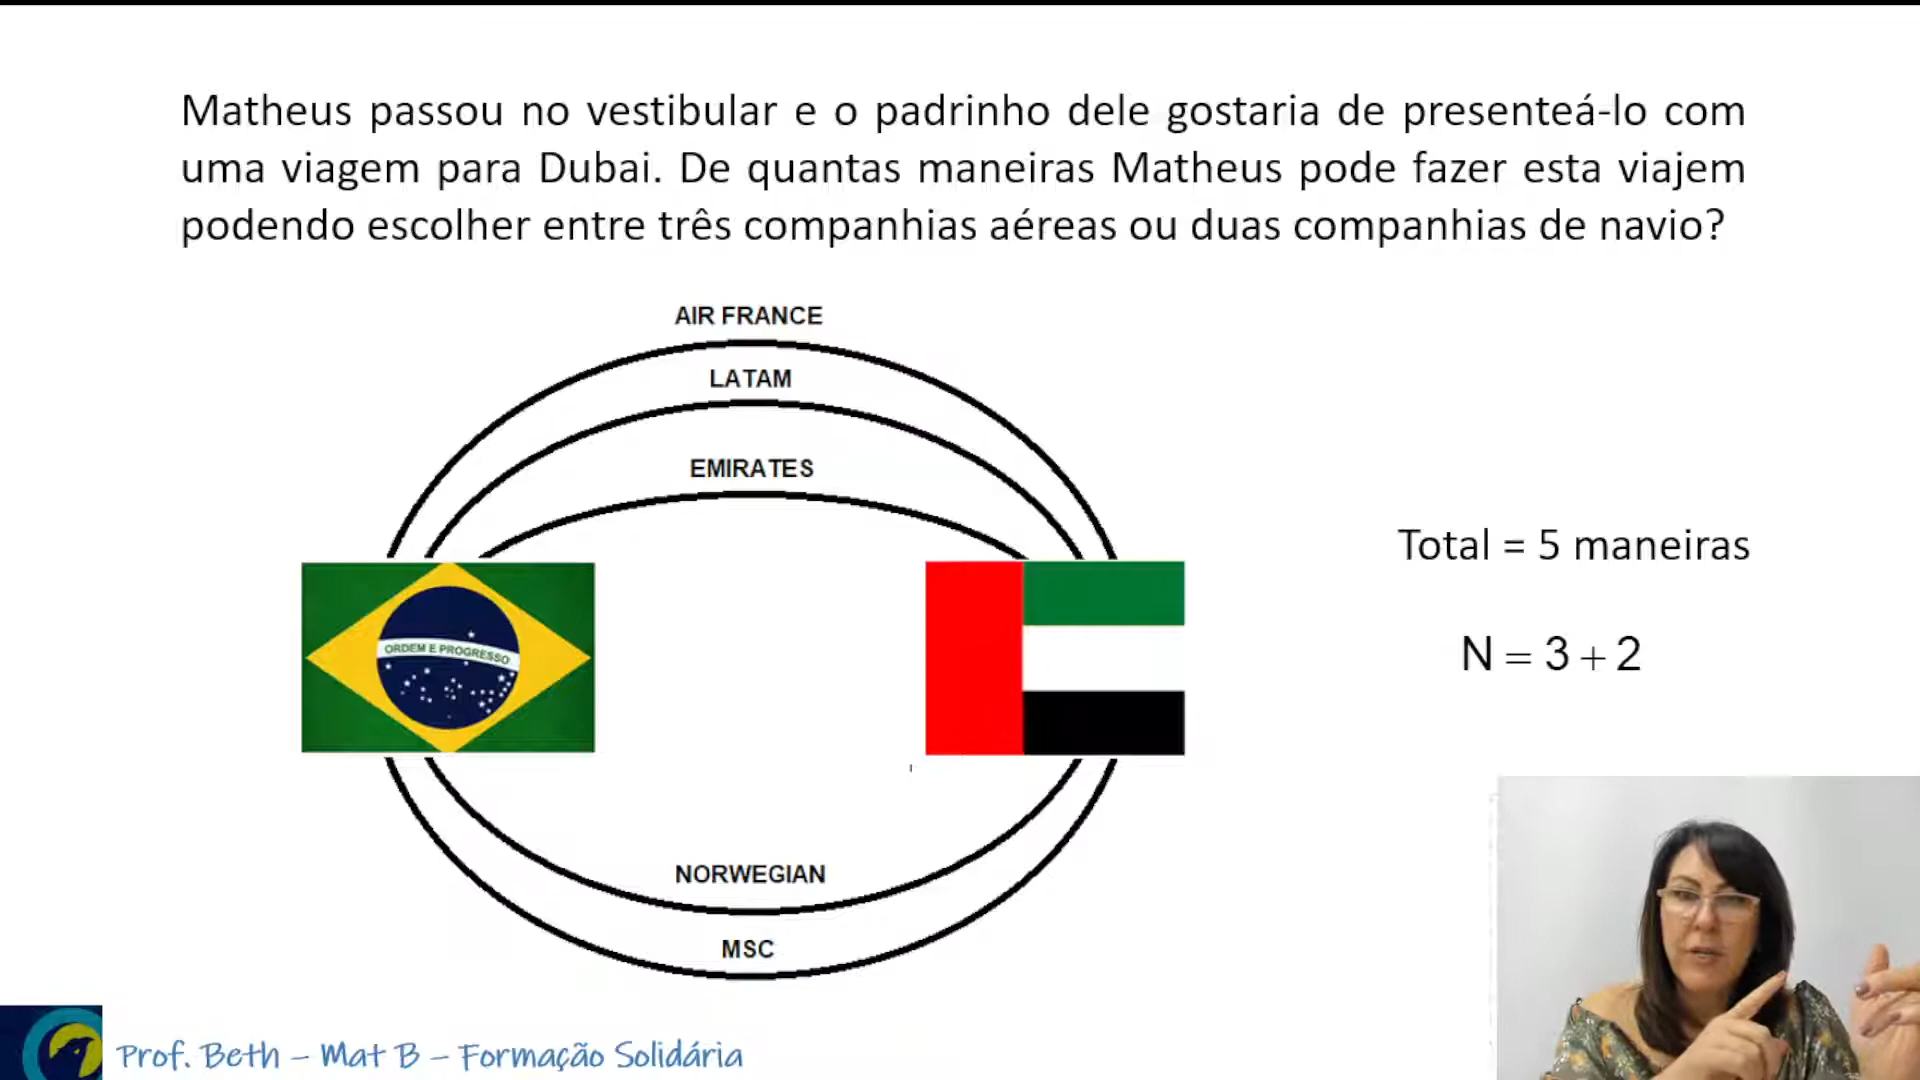 Matheus passou no vestibular e o padrinho dele gostaria de presenteá-lo com
uma viagem para Dubai. De quantas maneiras Matheus pode fazer esta viajem
podendo escolher entre três companhias aéreas ou duas companhias de navio?
AIR FRANCE
LATAM
EMIRATES
Total = 5 maneiras
ORDEM E PROGRESSO
N = 3 + 2
NORWEGIAN
MSC
Prof. Beth – Mat B – Formação Solidária